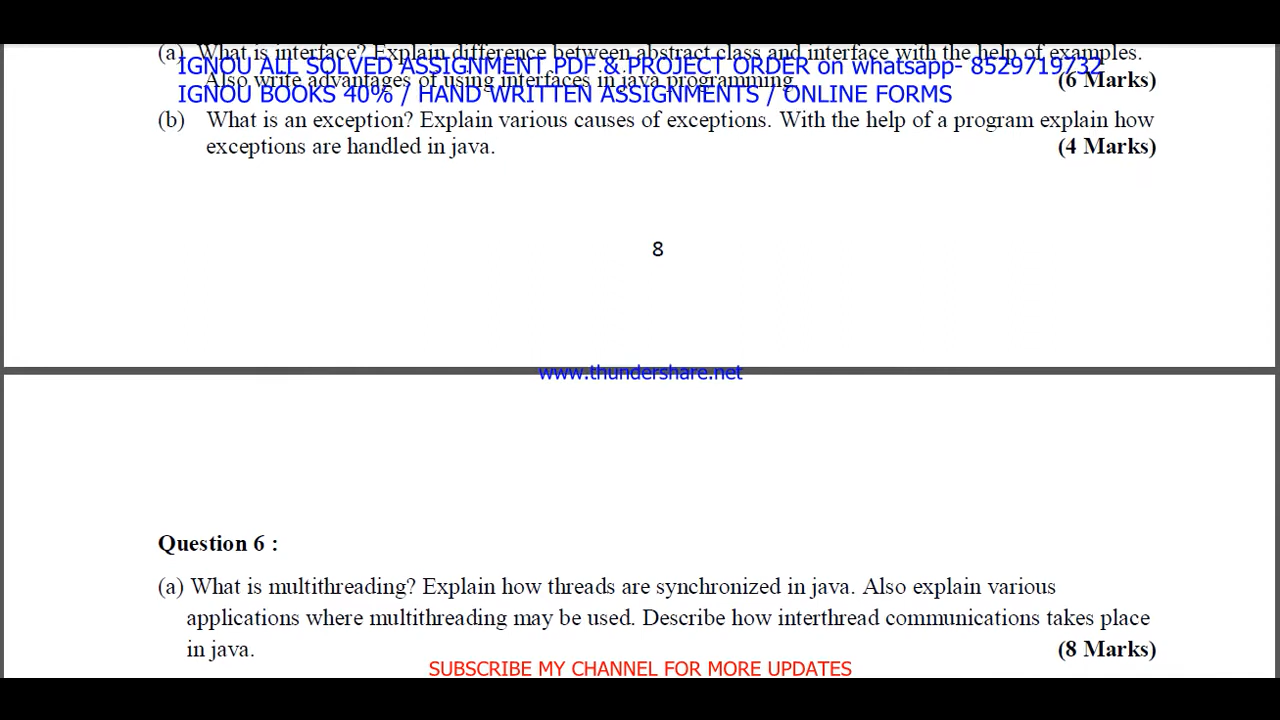 (a) What is interface? Explain difference between abstract class and interface with the help of examples.
IGNOU ALL SOLVED ASSIGNMENT PDF & PROJECT ORDER on whatsapp- 8529719732
Also write advantages of using interfaces in java programming. (6 Marks)
IGNOU BOOKS 40% / HAND WRITTEN ASSIGNMENTS / ONLINE FORMS
(b) What is an exception? Explain various causes of exceptions. With the help of a program explain how
exceptions are handled in java. (4 Marks)
8
www.thundershare.net
Question 6 :
(a) What is multithreading? Explain how threads are synchronized in java. Also explain various
applications where multithreading may be used. Describe how interthread communications takes place
in java. (8 Marks)
SUBSCRIBE MY CHANNEL FOR MORE UPDATES